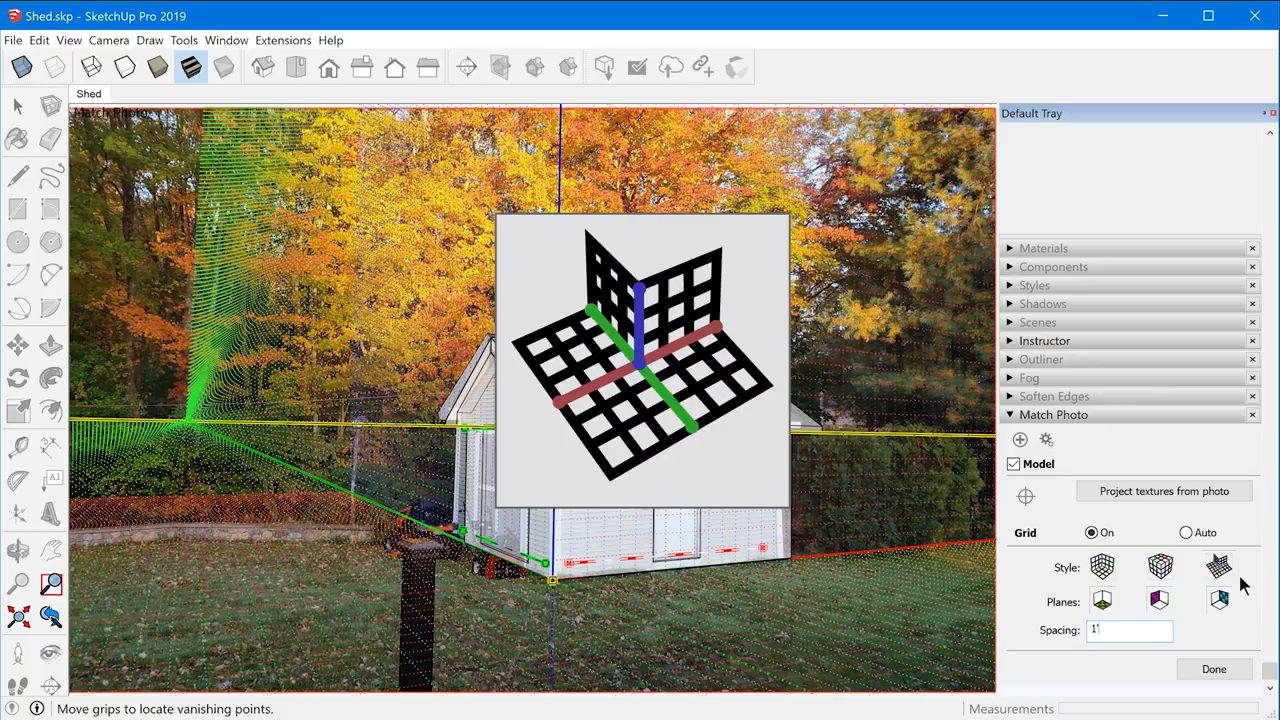 Shed.skp - SketchUp Pro 2019
File Edit View Camera Draw Tools Window Extensions Help
Shed
Match Photo
Default Tray
Materials
Components
Styles
Shadows
Scenes
Instructor
Outliner
Fog
Soften Edges
Match Photo
Model
Project textures from photo
Grid On Auto
Style:
Planes:
Spacing: 1'
Done
Move grips to locate vanishing points.
Measurements